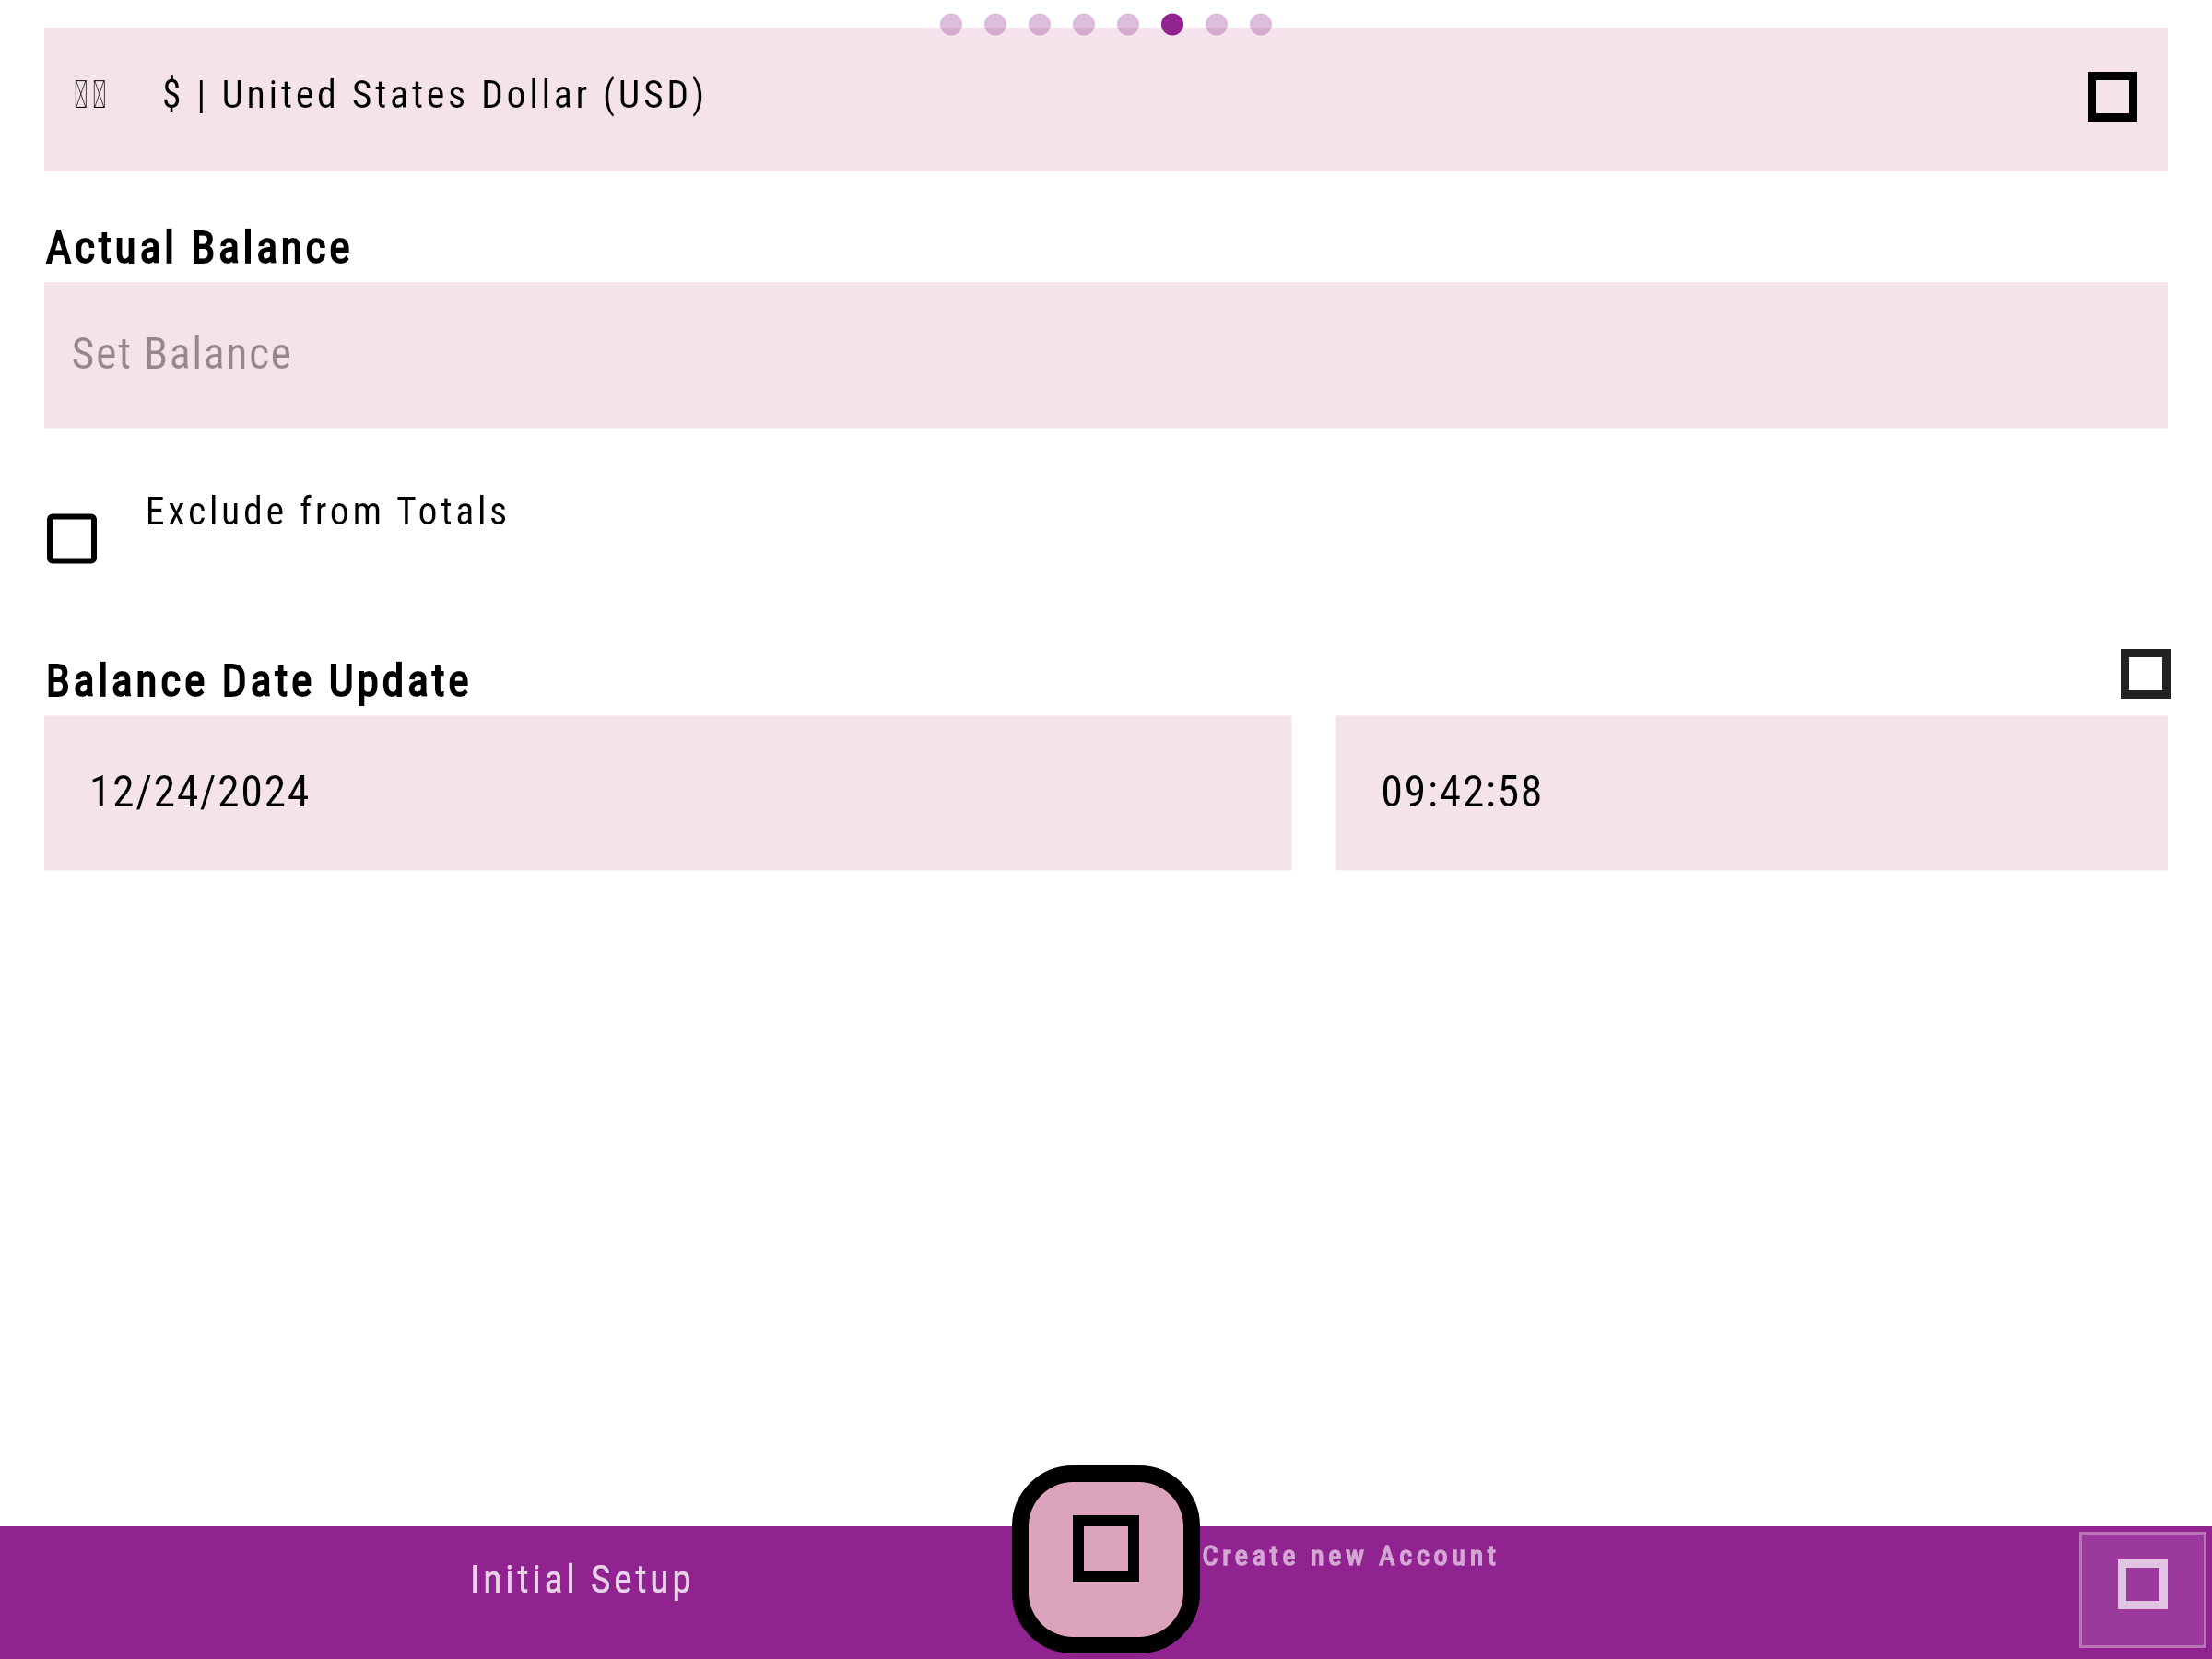 $ | United States Dollar (USD)
Actual Balance
Set Balance
Exclude from Totals
Balance Date Update
12/24/2024
09:42:58
Initial Setup
Create new Account